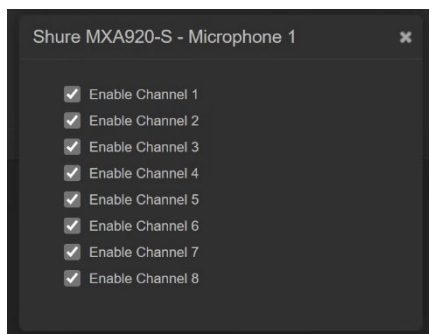 Shure MXA920-S - Microphone 1
Enable Channel 1
Enable Channel 2
Enable Channel 3
Enable Channel 4
Enable Channel 5
Enable Channel 6
Enable Channel 7
Enable Channel 8